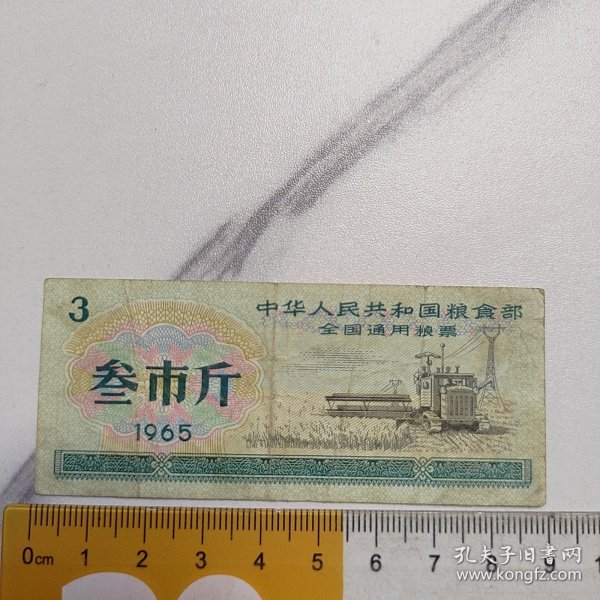 3
中华人民共和国粮食部
全国通用粮票
叁市斤
1965
0cm 1 2 3 4 5 6 7 8 9 1
孔夫子旧书网
www.kongfz.com